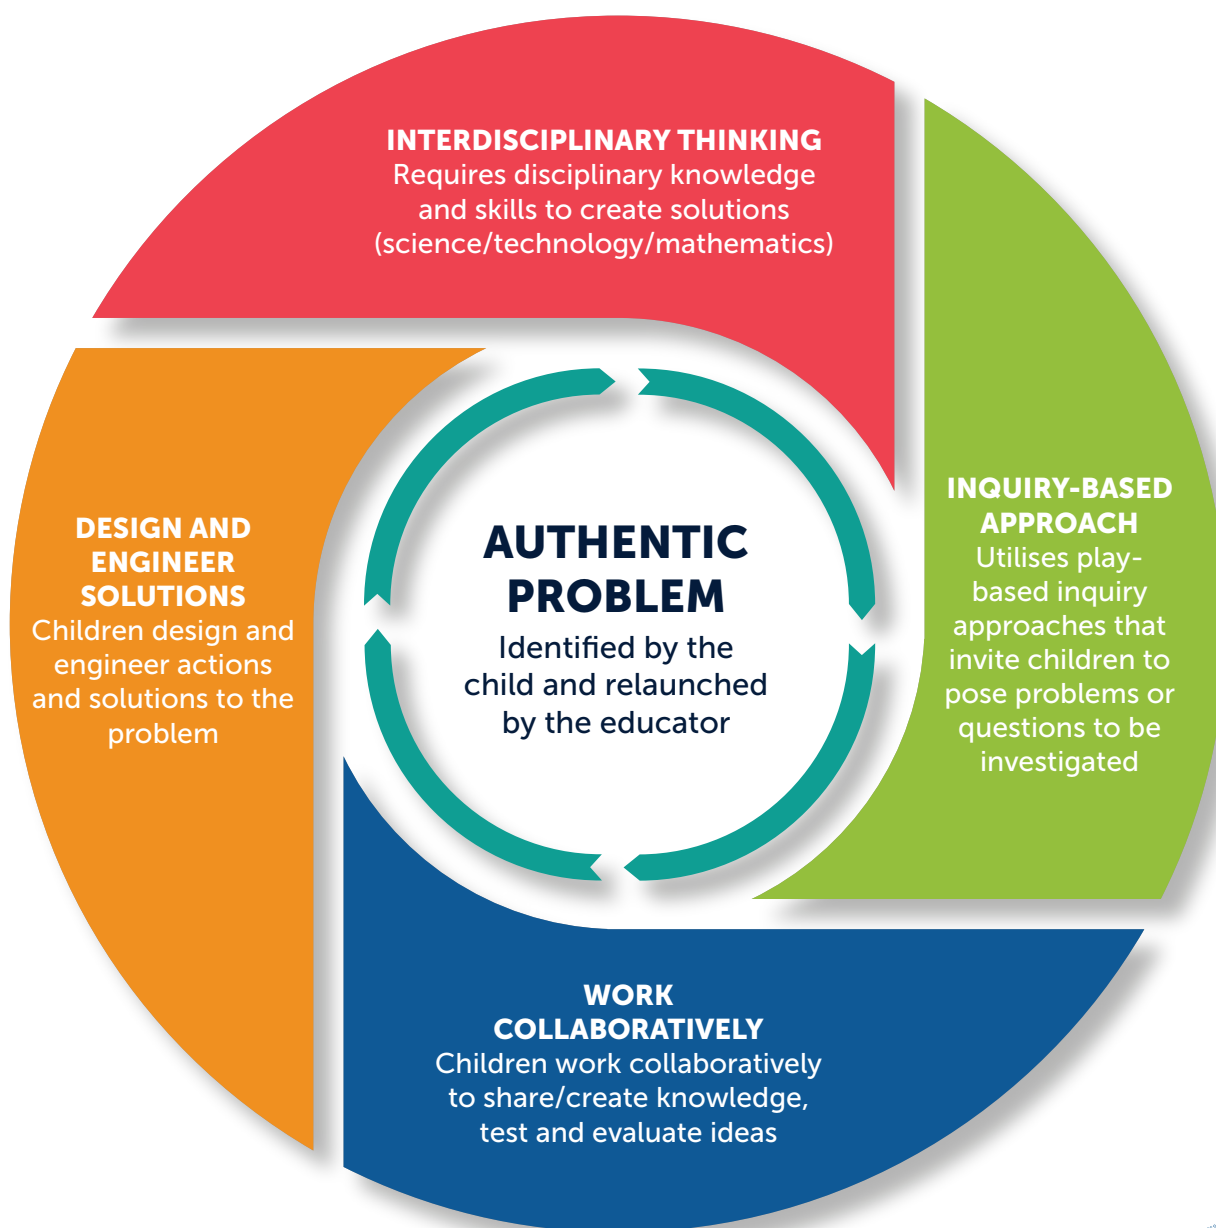 INTERDISCIPLINARY THINKING
Requires disciplinary knowledge
and skills to create solutions
(science/technology/mathematics)
INQUIRY-BASED
APPROACH
Utilises play-
based inquiry
approaches that
invite children to
pose problems or
questions to be
investigated
WORK
COLLABORATIVELY
Children work collaboratively
to share/create knowledge,
test and evaluate ideas
DESIGN AND
ENGINEER
SOLUTIONS
Children design and
engineer actions
and solutions to the
problem
AUTHENTIC
PROBLEM
Identified by the
child and relaunched
by the educator